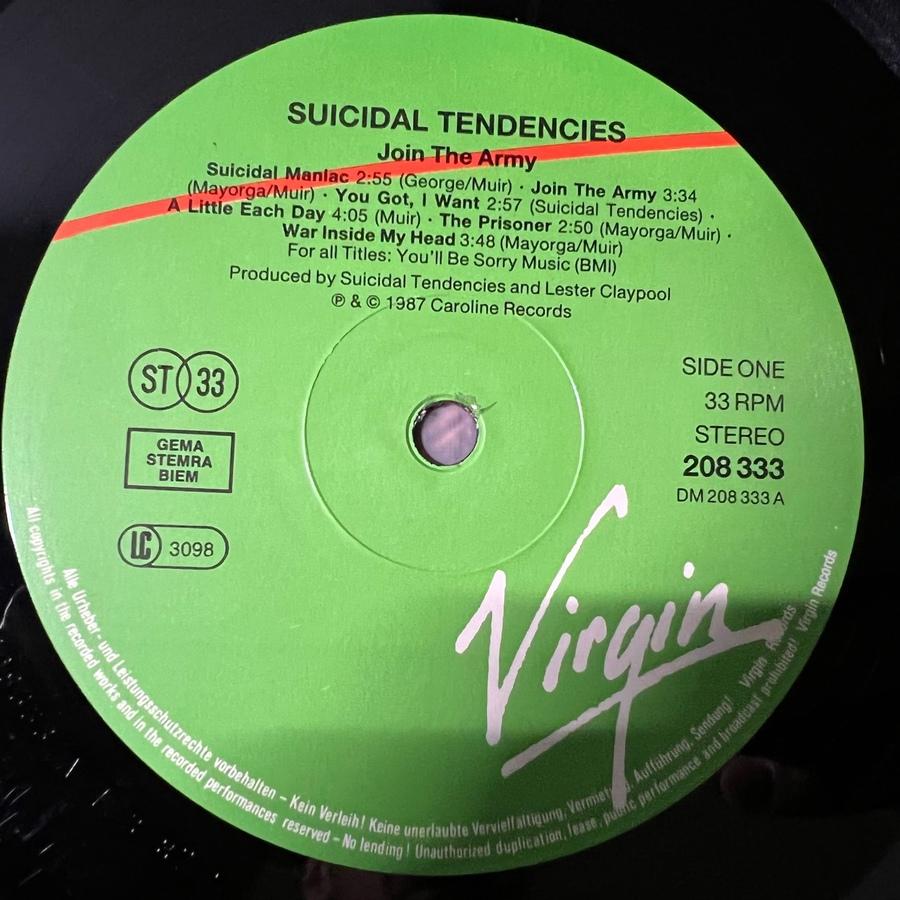 SUICIDAL TENDENCIES
Join The Army
Suicidal Maniac 2:55 (George/Muir) · Join The Army 3:34
(Mayorga/Muir) · You Got, I Want 2:57 (Suicidal Tendencies) ·
A Little Each Day 4:05 (Muir) · The Prisoner 2:50 (Mayorga/Muir) ·
War Inside My Head 3:48 (Mayorga/Muir)
For all Titles: You'll Be Sorry Music (BMI)
Produced by Suicidal Tendencies and Lester Claypool
℗ & © 1987 Caroline Records
ST 33
GEMA
STEMRA
BIEM
LC 3098
SIDE ONE
33 RPM
STEREO
208 333
DM 208 333 A
Virgin
Alle Urheber- und Leistungsschutzrechte vorbehalten – Kein Verleih! Keine unerlaubte Vervielfältigung, Aufführung, Sendung! Virgin Records
All copyrights in the recorded works and in the recorded performances reserved – No lending! Unauthorized duplication, lease, public performance and broadcast prohibited! Virgin Records